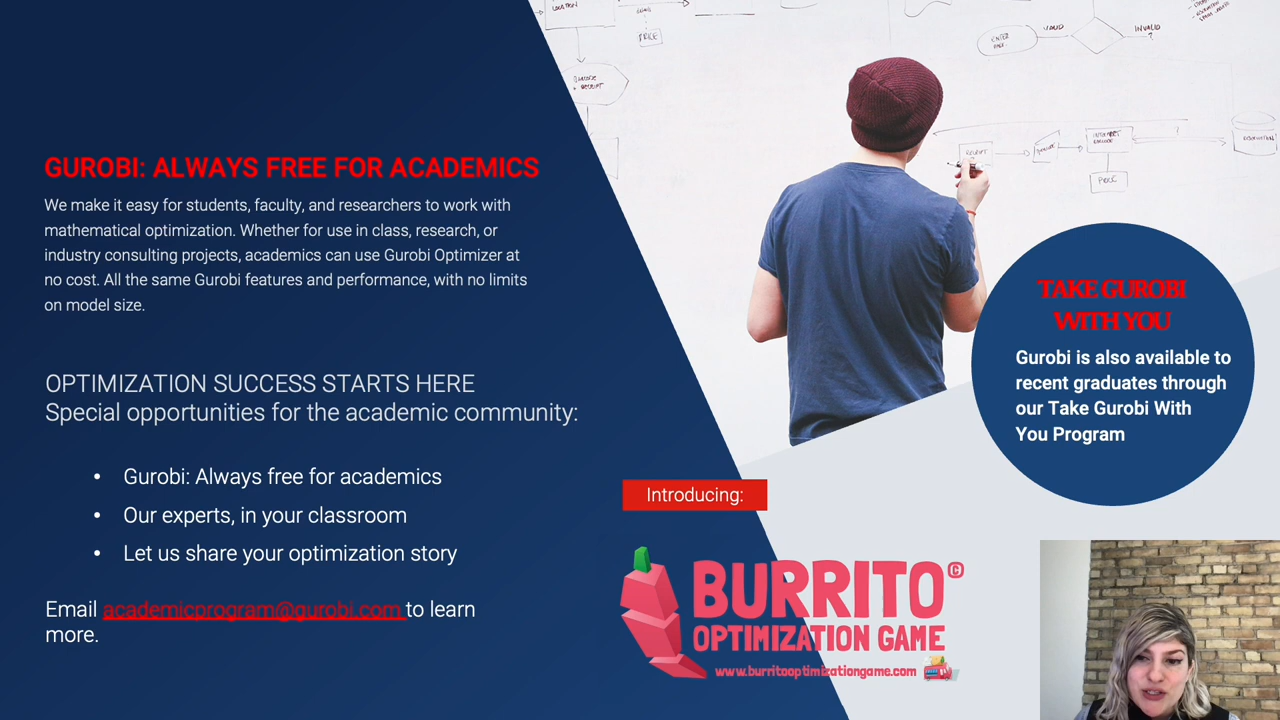 GUROBI: ALWAYS FREE FOR ACADEMICS
We make it easy for students, faculty, and researchers to work with
mathematical optimization. Whether for use in class, research, or
industry consulting projects, academics can use Gurobi Optimizer at
no cost. All the same Gurobi features and performance, with no limits
on model size.
OPTIMIZATION SUCCESS STARTS HERE
Special opportunities for the academic community:
• Gurobi: Always free for academics
• Our experts, in your classroom
• Let us share your optimization story
Email academicprogram@gurobi.com to learn
more.
PRICE
VALID
INVALID
?
RECEIPT
PRICE
TAKE GUROBI
WITH YOU
Gurobi is also available to
recent graduates through
our Take Gurobi With
You Program
Introducing:
BURRITO©
OPTIMIZATION GAME
www.burritooptimizationgame.com